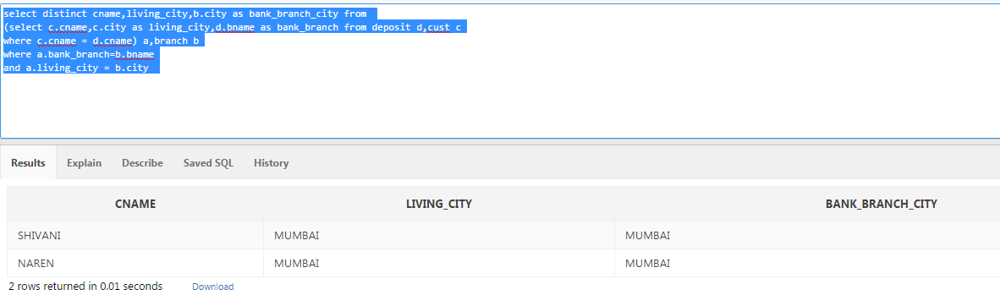 select distinct cname,living_city,b.city as bank_branch_city from
(select c.cname,c.city as living_city,d.bname as bank_branch from deposit d,cust c
where c.cname = d.cname) a,branch b
where a.bank_branch=b.bname
and a.living_city = b.city
Results Explain Describe Saved SQL History
CNAME LIVING_CITY BANK_BRANCH_CITY
SHIVANI MUMBAI MUMBAI
NAREN MUMBAI MUMBAI
2 rows returned in 0.01 seconds Download